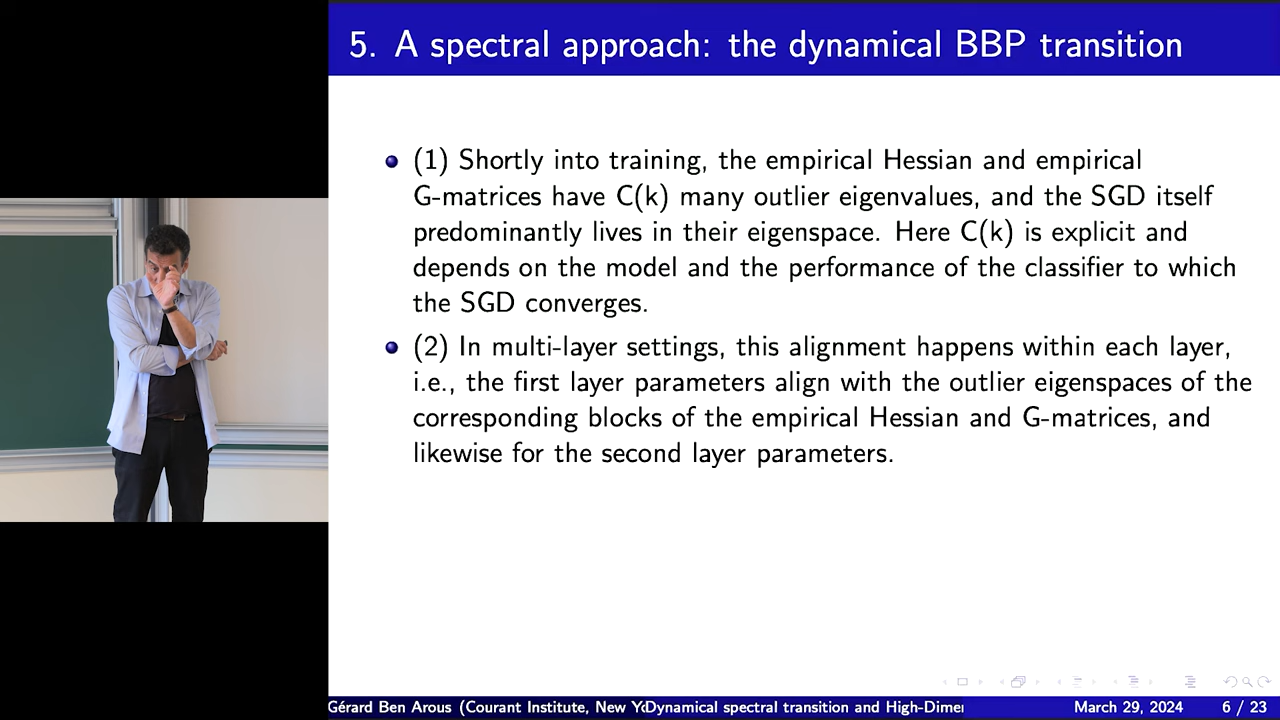 5. A spectral approach: the dynamical BBP transition
(1) Shortly into training, the empirical Hessian and empirical
G-matrices have C(k) many outlier eigenvalues, and the SGD itself
predominantly lives in their eigenspace. Here C(k) is explicit and
depends on the model and the performance of the classifier to which
the SGD converges.
(2) In multi-layer settings, this alignment happens within each layer,
i.e., the first layer parameters align with the outlier eigenspaces of the
corresponding blocks of the empirical Hessian and G-matrices, and
likewise for the second layer parameters.
Gérard Ben Arous (Courant Institute, New Yo Dynamical spectral transition and High-Dimen March 29, 2024 6 / 23